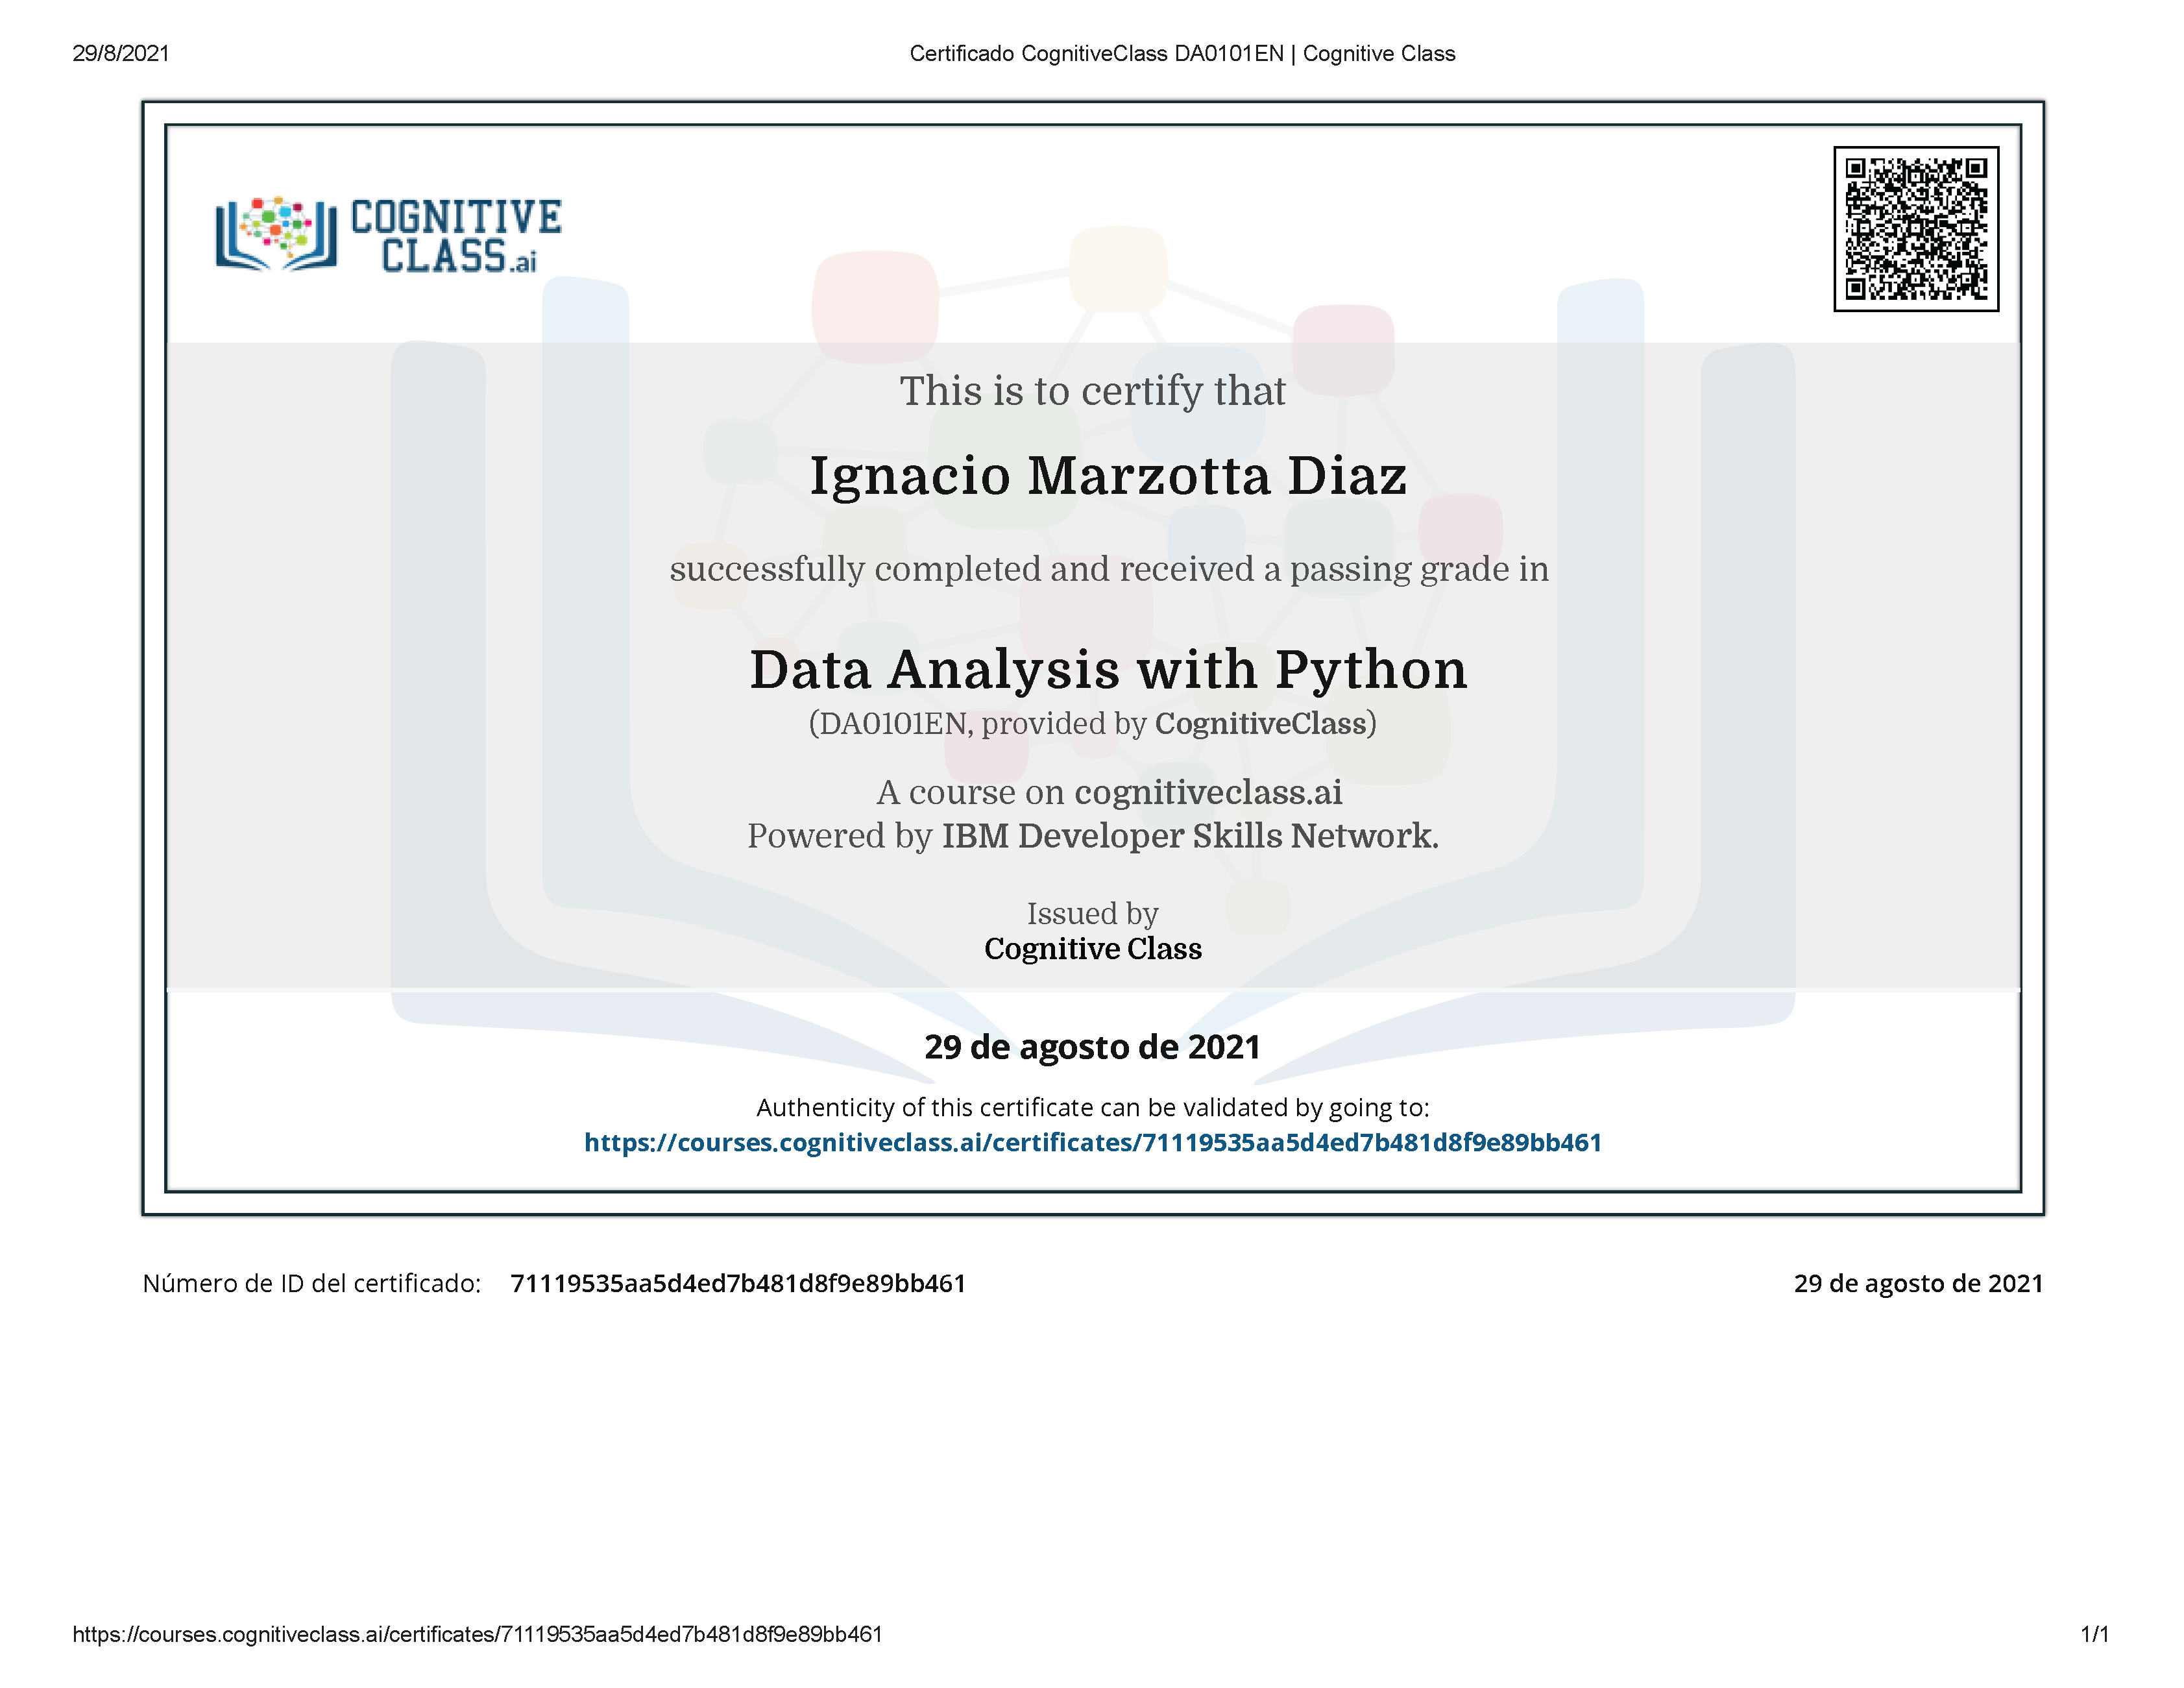 29/8/2021
Certificado CognitiveClass DA0101EN | Cognitive Class
COGNITIVE
CLASS.ai
This is to certify that
Ignacio Marzotta Diaz
successfully completed and received a passing grade in
Data Analysis with Python
(DA0101EN, provided by CognitiveClass)
A course on cognitiveclass.ai
Powered by IBM Developer Skills Network.
Issued by
Cognitive Class
29 de agosto de 2021
Authenticity of this certificate can be validated by going to:
https://courses.cognitiveclass.ai/certificates/71119535aa5d4ed7b481d8f9e89bb461
Número de ID del certificado: 71119535aa5d4ed7b481d8f9e89bb461
29 de agosto de 2021
https://courses.cognitiveclass.ai/certificates/71119535aa5d4ed7b481d8f9e89bb461
1/1